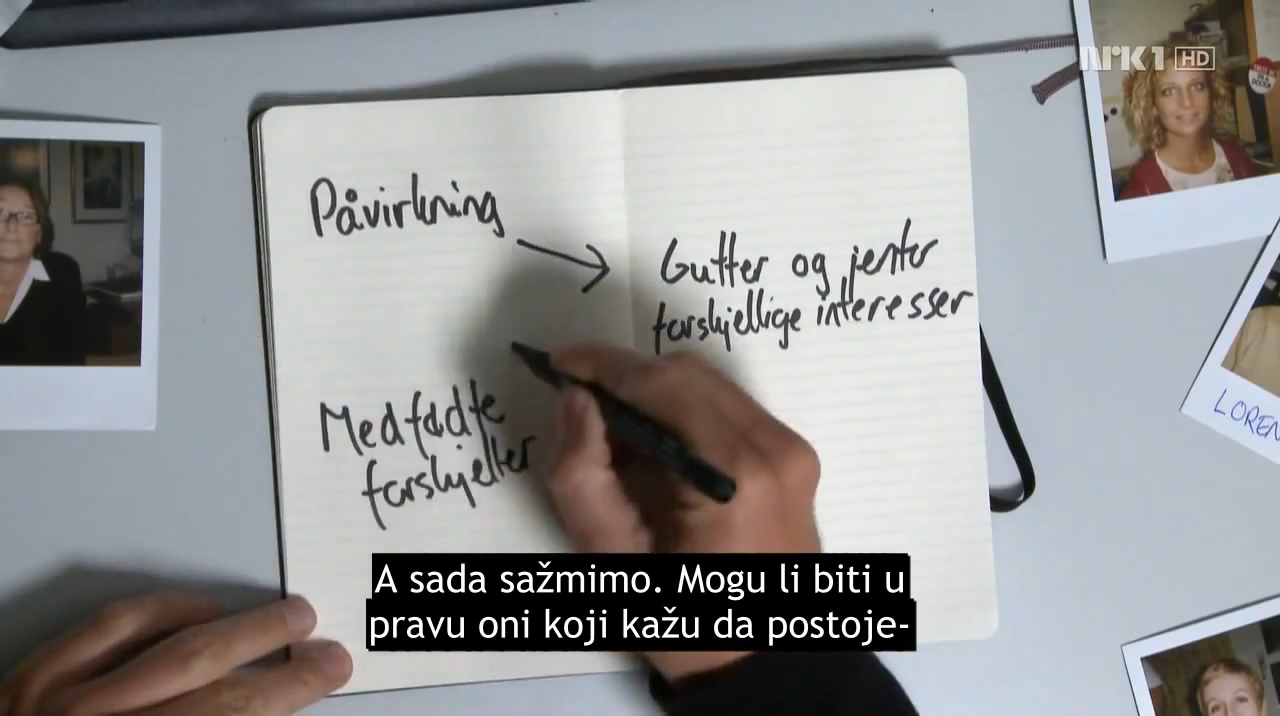 nrk1 HD
Påvirkning
Gutter og jenter
forskjellige interesser
Medfødte
forskjeller
LOREN
A sada sažmimo. Mogu li biti u
pravu oni koji kažu da postoje-